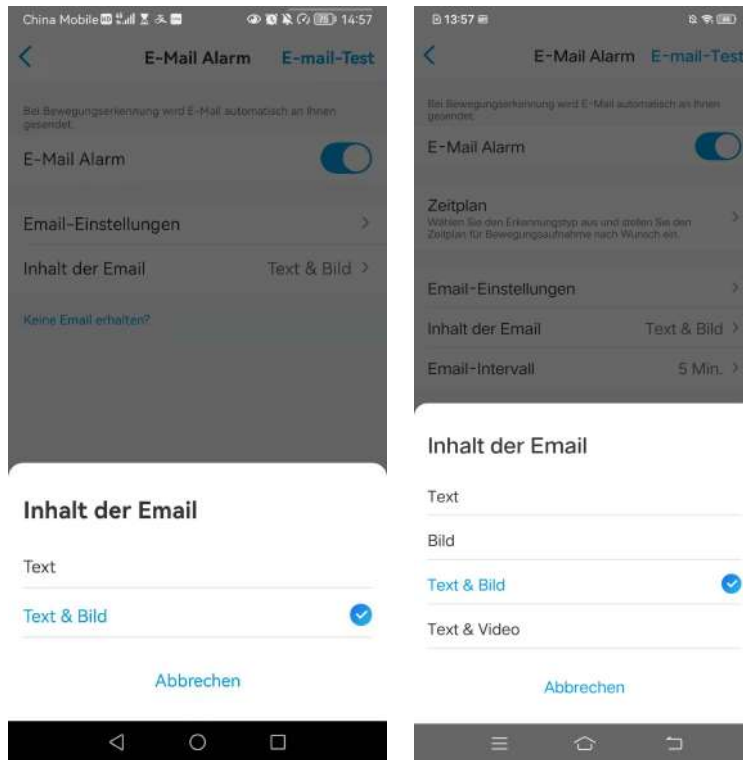 China Mobile 14:57
E-Mail Alarm E-mail-Test
Bei Bewegungserkennung wird E-Mail automatisch an Ihnen
gesendet.
E-Mail Alarm
Email-Einstellungen
Inhalt der Email Text & Bild
Keine Email erhalten?
Inhalt der Email
Text
Text & Bild
Abbrechen
13:57
E-Mail Alarm E-mail-Test
Bei Bewegungserkennung wird E-Mail automatisch an Ihnen
gesendet.
E-Mail Alarm
Zeitplan
Wählen Sie den Erkennungstyp aus und stellen Sie den
Zeitplan für Bewegungsaufnahme nach Wunsch ein.
Email-Einstellungen
Inhalt der Email Text & Bild
Email-Intervall 5 Min.
Inhalt der Email
Text
Bild
Text & Bild
Text & Video
Abbrechen